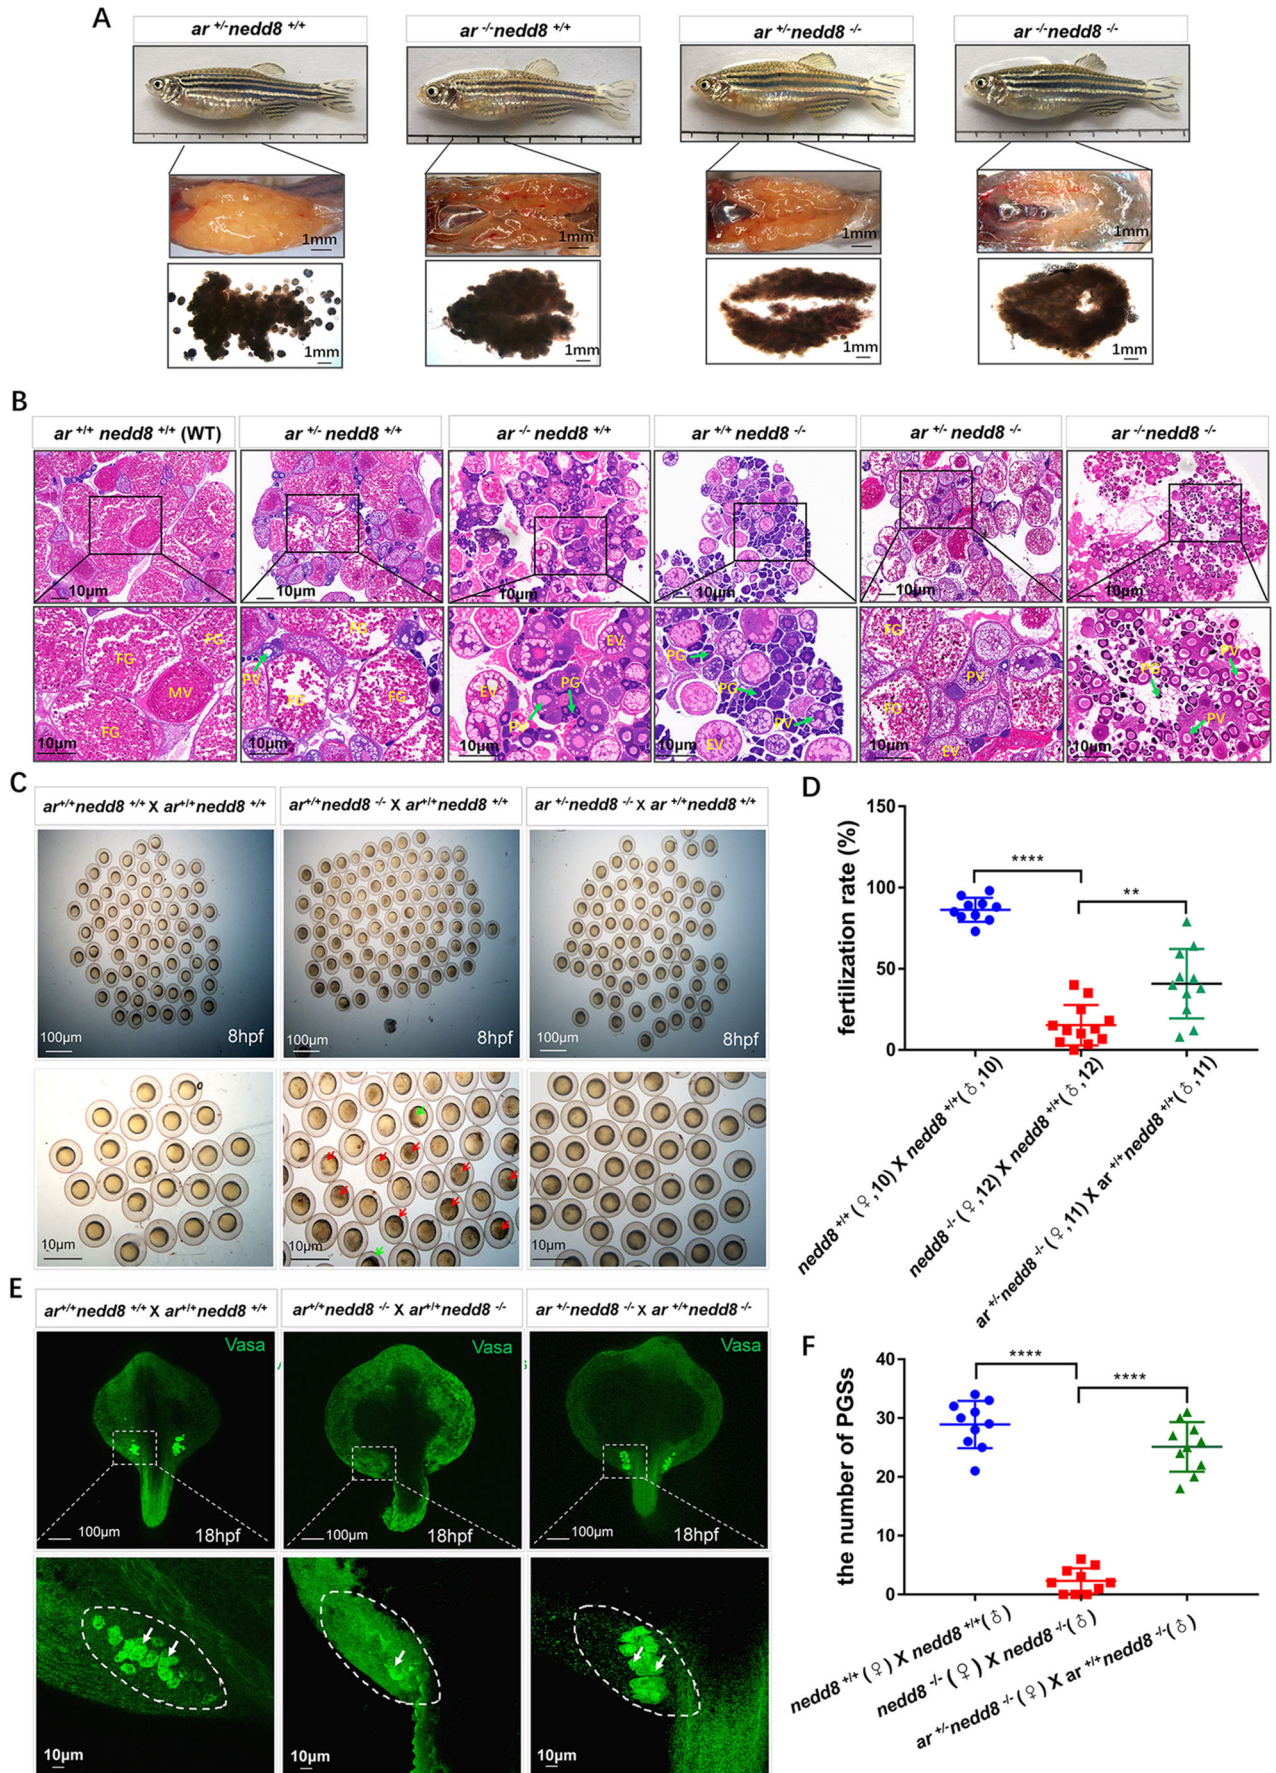 A
ar +/-nedd8 +/+
ar -/-nedd8 +/+
ar +/-nedd8 -/-
ar -/-nedd8 -/-
1mm
1mm
1mm
1mm
1mm
1mm
1mm
1mm
B
ar +/+ nedd8 +/+ (WT)
ar +/- nedd8 +/+
ar -/- nedd8 +/+
ar +/+ nedd8 -/-
ar +/- nedd8 -/-
ar -/-nedd8 -/-
10μm
10μm
10μm
10μm
10μm
10μm
FG
FG
MV
FG
10μm
FG
PV
FG
FG
10μm
EV
EV
PG
PV
10μm
PG
PG
PV
EV
10μm
FG
PV
FG
EV
10μm
PV
PG
PV
10μm
C
ar+/+nedd8 +/+ X ar+/+nedd8 +/+
ar+/+nedd8 -/- X ar+/+nedd8 +/+
ar +/-nedd8 -/- X ar +/+nedd8 +/+
100μm
8hpf
100μm
8hpf
100μm
8hpf
10μm
10μm
10μm
D
fertilization rate (%)
150
100
50
0
****
**
nedd8+/+ (♀,10) X nedd8+/+(♂,10)
nedd8-/- (♀,12) X nedd8+/+(♂,12)
ar+/-nedd8-/- (♀,11) X ar+/+nedd8+/+(♂,11)
E
ar+/+nedd8 +/+ X ar+/+nedd8 +/+
ar+/+nedd8 -/- X ar+/+nedd8 -/-
ar +/-nedd8 -/- X ar +/+nedd8 -/-
Vasa
100μm
18hpf
Vasa
100μm
18hpf
Vasa
100μm
18hpf
10μm
10μm
10μm
F
the number of PGSs
40
30
20
10
0
****
****
nedd8+/+ (♀) X nedd8+/+(♂)
nedd8-/- (♀) X nedd8-/-(♂)
ar+/-nedd8-/- (♀) X ar+/+nedd8-/-(♂)